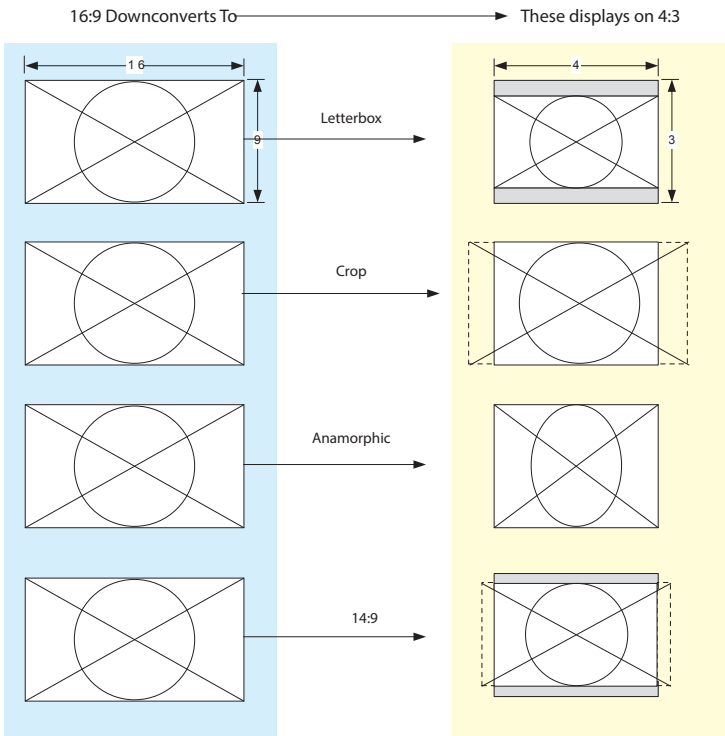 16:9 Downconverts To These displays on 4:3
16 4
9 Letterbox 3
Crop
Anamorphic
14:9